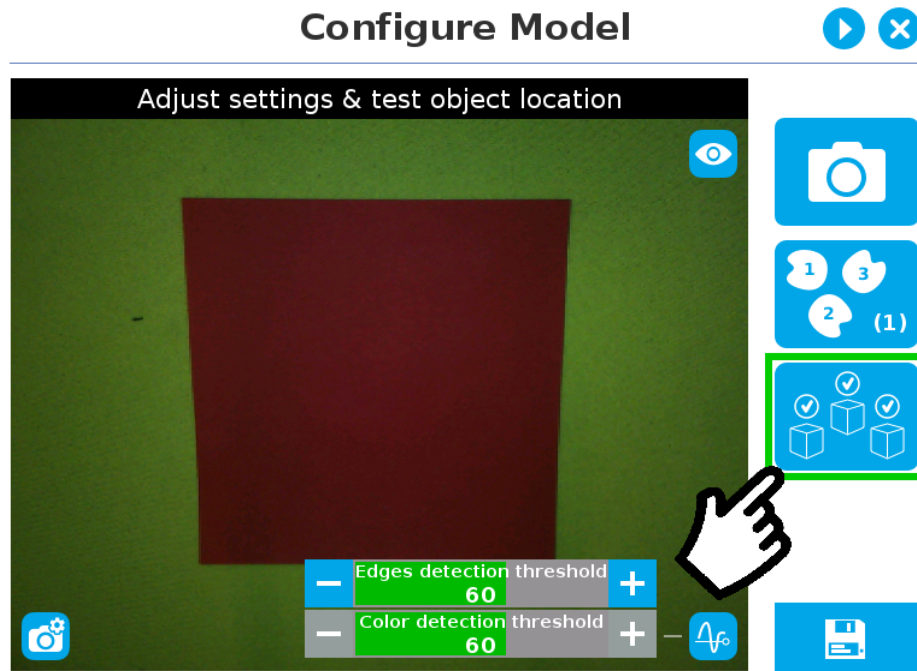 Configure Model
Adjust settings & test object location
1
3
2
(1)
Edges detection threshold
60
Color detection threshold
60